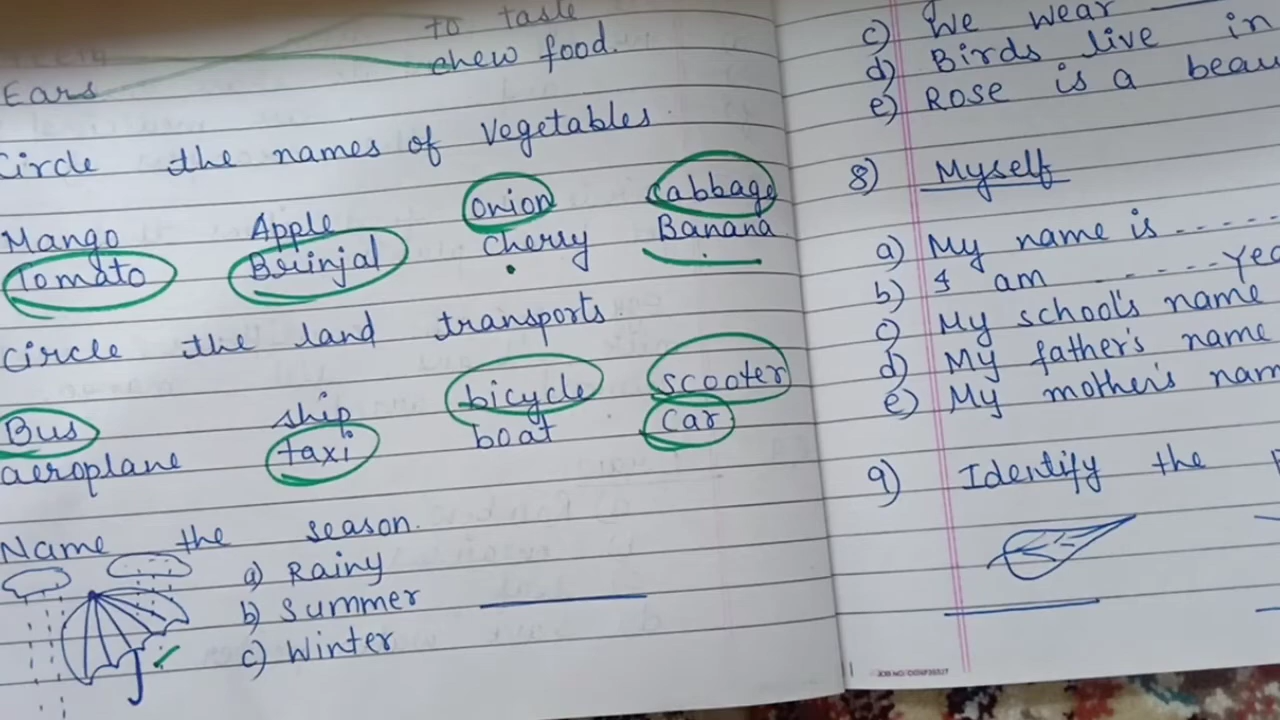 to taste
Ears chew food.
Circle the names of Vegetables
Mango Apple onion cabbage
Tomato Brinjal cherry Banana
Circle the land transports
Bus ship bicycle scooter
aeroplane taxi boat car
Name the season.
a) Rainy
b) Summer
c) Winter
c) We wear
d) Birds live in
e) Rose is a
8) Myself
a) My name is ....
b) I am ....
c) My school's name
d) My father's name
e) My mother's
9) Identify the